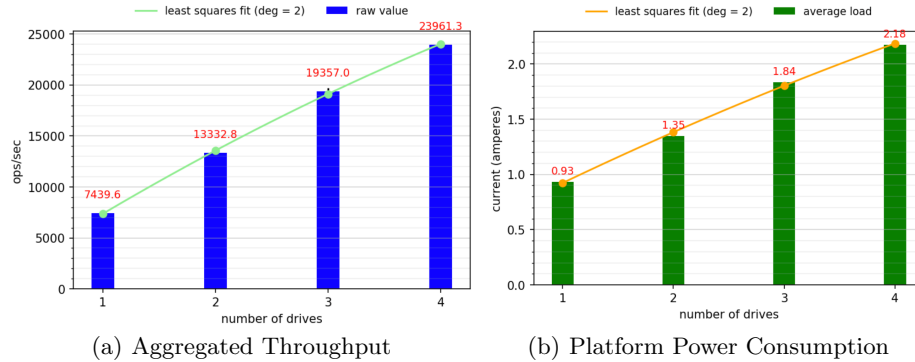 least squares fit (deg = 2) raw value
25000
20000
15000
10000
5000
0
ops/sec
7439.6
13332.8
19357.0
23961.3
1 2 3 4
number of drives
(a) Aggregated Throughput
least squares fit (deg = 2) average load
2.0
1.5
1.0
0.5
0.0
current (amperes)
0.93
1.35
1.84
2.18
1 2 3 4
number of drives
(b) Platform Power Consumption